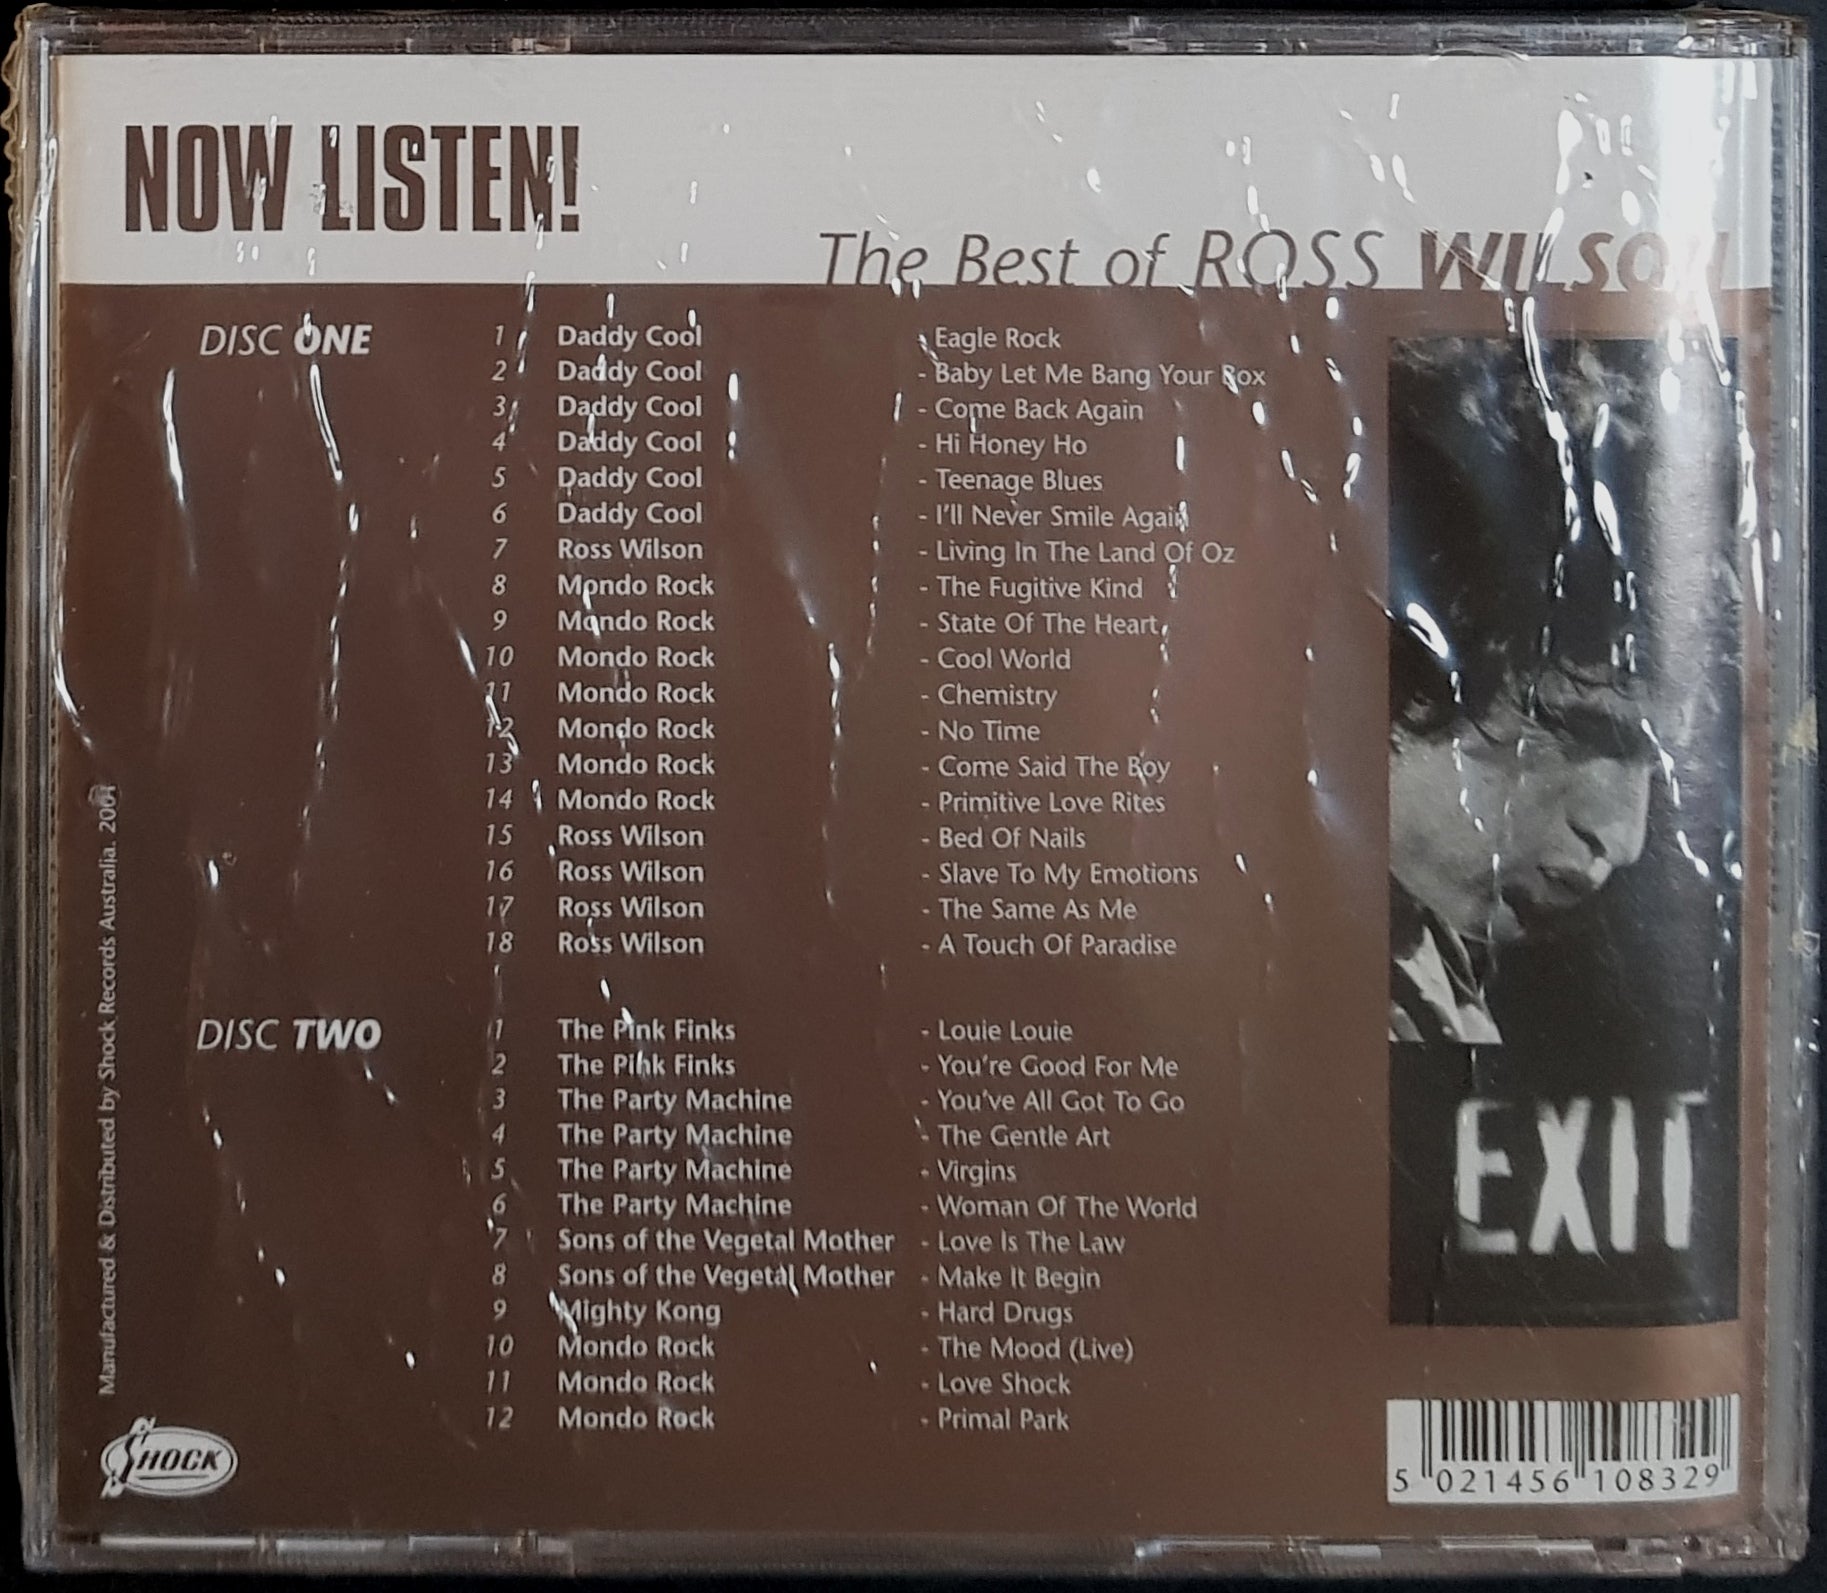 NOW LISTEN!
The Best of ROSS WILSON
DISC ONE
1 Daddy Cool - Eagle Rock
2 Daddy Cool - Baby Let Me Bang Your Box
3 Daddy Cool - Come Back Again
4 Daddy Cool - Hi Honey Ho
5 Daddy Cool - Teenage Blues
6 Daddy Cool - I'll Never Smile Again
7 Ross Wilson - Living In The Land Of Oz
8 Mondo Rock - The Fugitive Kind
9 Mondo Rock - State Of The Heart
10 Mondo Rock - Cool World
11 Mondo Rock - Chemistry
12 Mondo Rock - No Time
13 Mondo Rock - Come Said The Boy
14 Mondo Rock - Primitive Love Rites
15 Ross Wilson - Bed Of Nails
16 Ross Wilson - Slave To My Emotions
17 Ross Wilson - The Same As Me
18 Ross Wilson - A Touch Of Paradise
DISC TWO
1 The Pink Finks - Louie Louie
2 The Pink Finks - You're Good For Me
3 The Party Machine - You've All Got To Go
4 The Party Machine - The Gentle Art
5 The Party Machine - Virgins
6 The Party Machine - Woman Of The World
7 Sons of the Vegetal Mother - Love Is The Law
8 Sons of the Vegetal Mother - Make It Begin
9 Mighty Kong - Hard Drugs
10 Mondo Rock - The Mood (Live)
11 Mondo Rock - Love Shock
12 Mondo Rock - Primal Park
Manufactured & Distributed by Shock Records Australia. 2001
SHOCK
EXIT
5 021456 108329